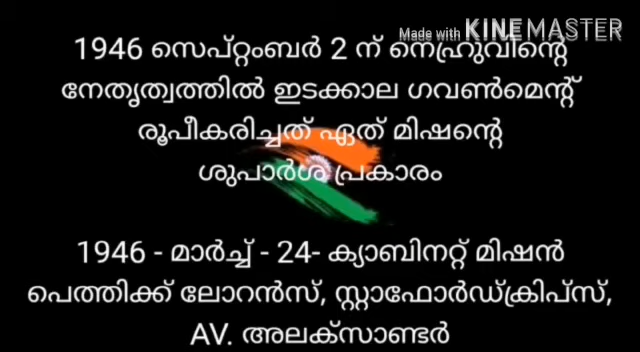 Made with KINEMASTER
1946 സെപ്റ്റംബർ 2 ന് നെഹ്രുവിന്റെ
നേതൃത്വത്തിൽ ഇടക്കാല ഗവൺമെന്റ്
രൂപീകരിച്ചത് ഏത് മിഷന്റെ
ശുപാർശ പ്രകാരം
1946 - മാർച്ച് - 24- ക്യാബിനറ്റ് മിഷൻ
പെത്തിക്ക് ലോറൻസ്, സ്റ്റാഫോർഡ്ക്രിപ്സ്,
AV. അലക്സാണ്ടർ